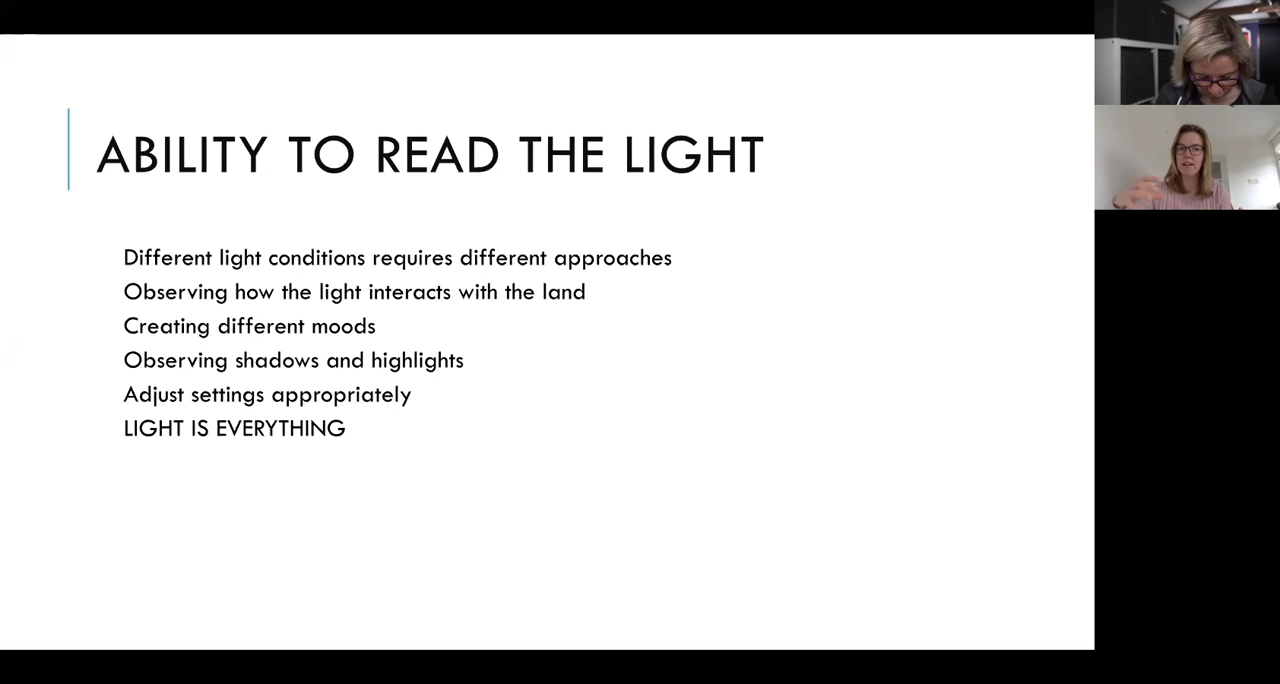 ABILITY TO READ THE LIGHT
Different light conditions requires different approaches
Observing how the light interacts with the land
Creating different moods
Observing shadows and highlights
Adjust settings appropriately
LIGHT IS EVERYTHING